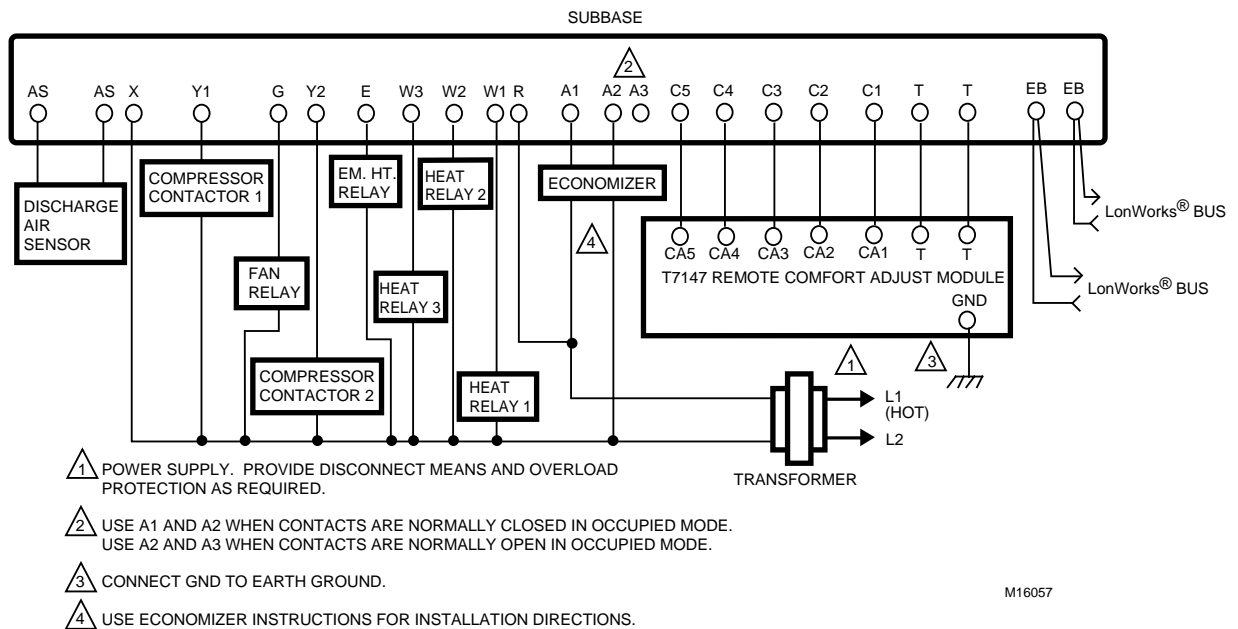 SUBBASE
2
AS AS X Y1 G Y2 E W3 W2 W1 R A1 A2 A3 C5 C4 C3 C2 C1 T T EB EB
DISCHARGE
AIR
SENSOR
COMPRESSOR
CONTACTOR 1
FAN
RELAY
COMPRESSOR
CONTACTOR 2
EM. HT.
RELAY
HEAT
RELAY 3
HEAT
RELAY 2
HEAT
RELAY 1
ECONOMIZER
4
CA5 CA4 CA3 CA2 CA1 T T
T7147 REMOTE COMFORT ADJUST MODULE
GND
LonWorks® BUS
LonWorks® BUS
1
3
L1
(HOT)
L2
TRANSFORMER
1 POWER SUPPLY. PROVIDE DISCONNECT MEANS AND OVERLOAD
PROTECTION AS REQUIRED.
2 USE A1 AND A2 WHEN CONTACTS ARE NORMALLY CLOSED IN OCCUPIED MODE.
USE A2 AND A3 WHEN CONTACTS ARE NORMALLY OPEN IN OCCUPIED MODE.
3 CONNECT GND TO EARTH GROUND.
4 USE ECONOMIZER INSTRUCTIONS FOR INSTALLATION DIRECTIONS.
M16057